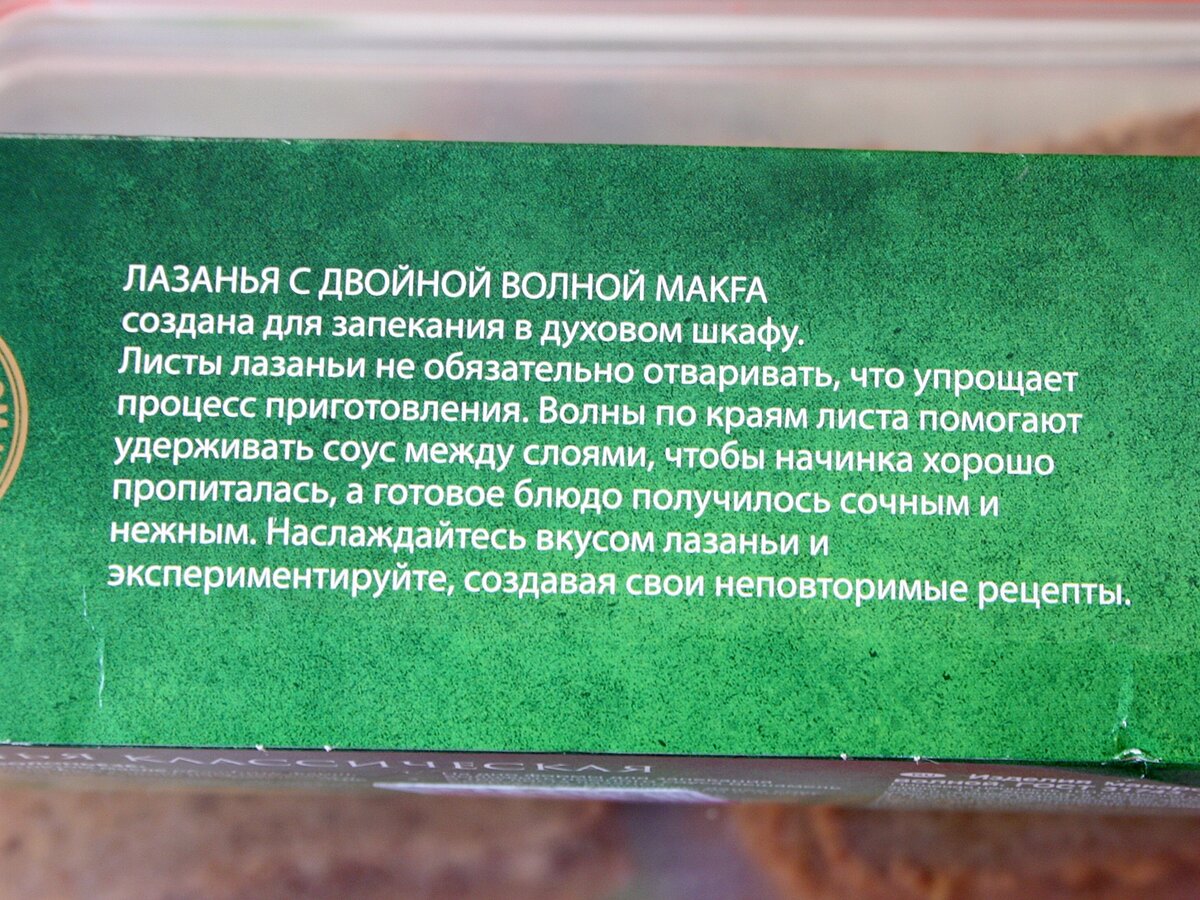 ЛАЗАНЬЯ С ДВОЙНОЙ ВОЛНОЙ MAKFA
создана для запекания в духовом шкафу.
Листы лазаньи не обязательно отваривать, что упрощает
процесс приготовления. Волны по краям листа помогают
удерживать соус между слоями, чтобы начинка хорошо
пропиталась, а готовое блюдо получилось сочным и
нежным. Наслаждайтесь вкусом лазаньи и
экспериментируйте, создавая свои неповторимые рецепты.
КЛАССИЧЕСКАЯ